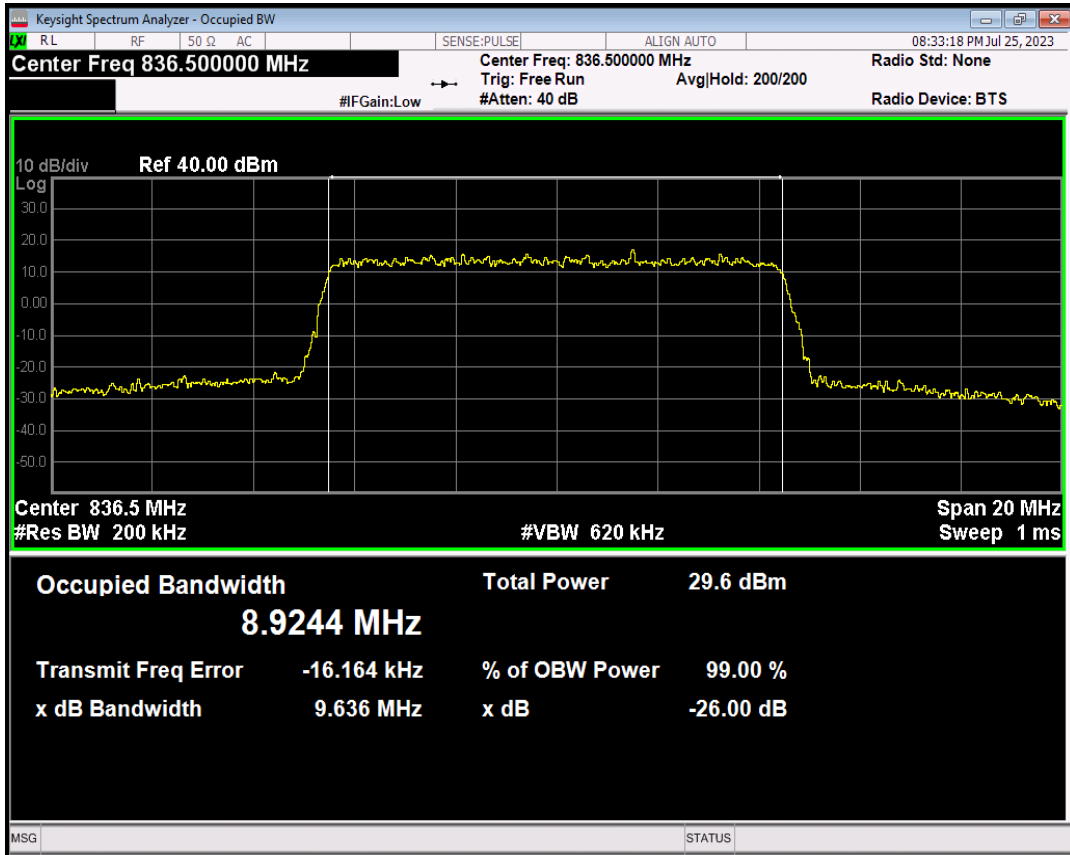 Keysight Spectrum Analyzer - Occupied BW
LXI RL RF 50 Ω AC SENSE:PULSE ALIGN AUTO 08:33:18 PM Jul 25, 2023
Center Freq 836.500000 MHz Center Freq: 836.500000 MHz Radio Std: None
Trig: Free Run Avg|Hold: 200/200
#IFGain:Low #Atten: 40 dB Radio Device: BTS
10 dB/div Ref 40.00 dBm
Log
30.0
20.0
10.0
0.00
-10.0
-20.0
-30.0
-40.0
-50.0
Center 836.5 MHz Span 20 MHz
#Res BW 200 kHz #VBW 620 kHz Sweep 1 ms
Occupied Bandwidth Total Power 29.6 dBm
8.9244 MHz
Transmit Freq Error -16.164 kHz % of OBW Power 99.00 %
x dB Bandwidth 9.636 MHz x dB -26.00 dB
MSG STATUS